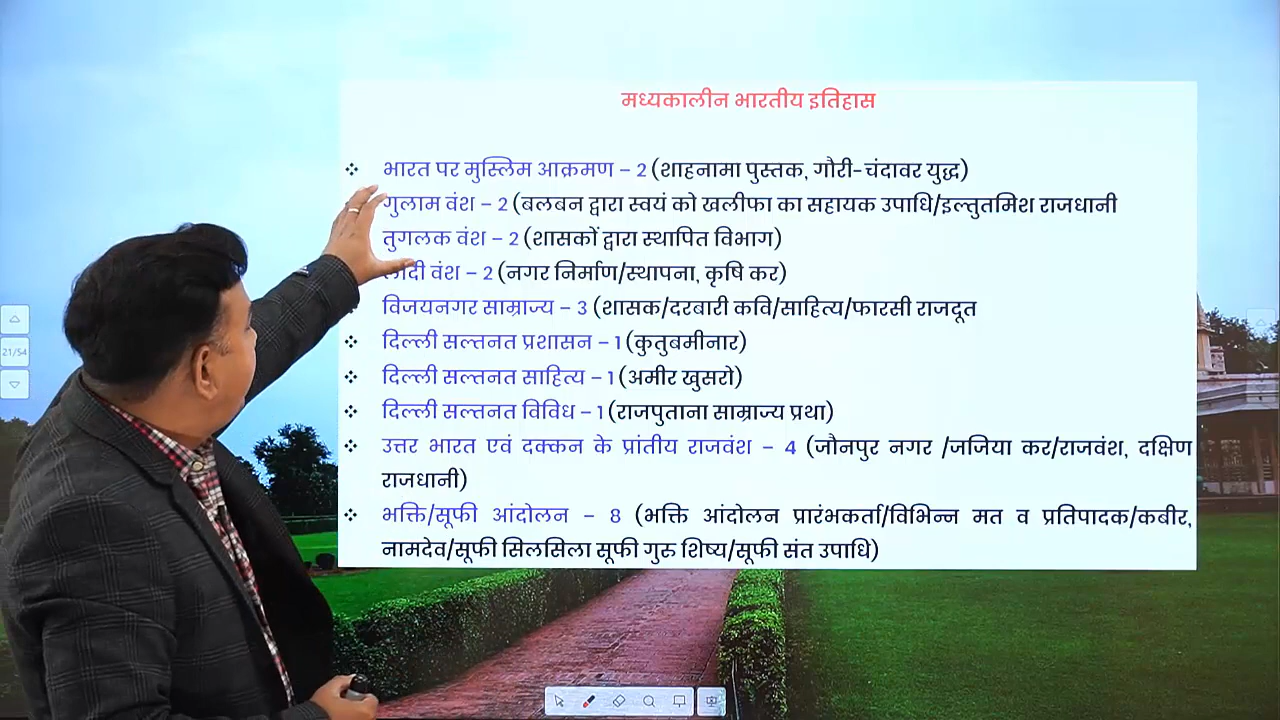 मध्यकालीन भारतीय इतिहास
❖ भारत पर मुस्लिम आक्रमण – 2 (शाहनामा पुस्तक, गौरी-चंदावर युद्ध)
गुलाम वंश – 2 (बलबन द्वारा स्वयं को खलीफा का सहायक उपाधि/इल्तुतमिश राजधानी
तुगलक वंश – 2 (शासकों द्वारा स्थापित विभाग)
लोदी वंश – 2 (नगर निर्माण/स्थापना, कृषि कर)
विजयनगर साम्राज्य – 3 (शासक/दरबारी कवि/साहित्य/फारसी राजदूत
❖ दिल्ली सल्तनत प्रशासन – 1 (कुतुबमीनार)
❖ दिल्ली सल्तनत साहित्य – 1 (अमीर खुसरो)
❖ दिल्ली सल्तनत विविध – 1 (राजपुताना साम्राज्य प्रथा)
❖ उत्तर भारत एवं दक्कन के प्रांतीय राजवंश – 4 (जौनपुर नगर /जजिया कर/राजवंश, दक्षिण
राजधानी)
❖ भक्ति/सूफी आंदोलन – 8 (भक्ति आंदोलन प्रारंभकर्ता/विभिन्न मत व प्रतिपादक/कबीर,
नामदेव/सूफी सिलसिला सूफी गुरु शिष्य/सूफी संत उपाधि)
21/54